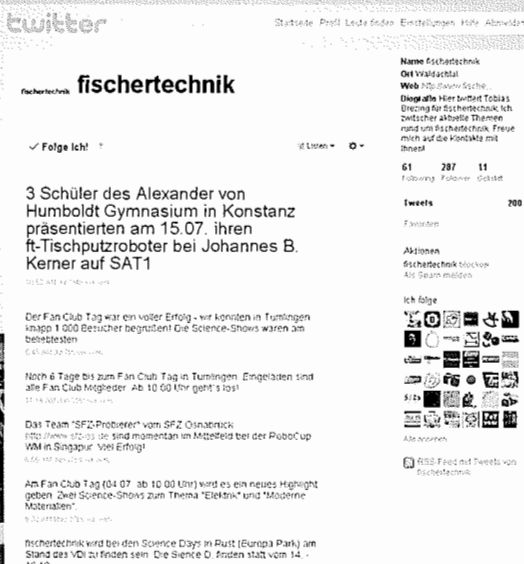 twitter
Startseite Profil Leute finden Einstellungen Hilfe Abmelden
fischertechnik fischertechnik
Name fischertechnik
Ort Waldachtal
Web
Biografie Hier twittert Tobias
Brezing für fischertechnik. Ich
zwitscher aktuelle Themen
rund um fischertechnik. Freue
mich auf die Kontakte mit
Ihnen!
✓ Folge ich!
Listen
61 287 11
Following Follower Gelistet
3 Schüler des Alexander von
Humboldt Gymnasium in Konstanz
präsentierten am 15.07. ihren
ft-Tischputzroboter bei Johannes B.
Kerner auf SAT1
Tweets 200
Favoriten
Aktionen
fischertechnik blocken
Als Spam melden
Ich folge
Der Fan Club Tag war ein voller Erfolg - wir konnten in Tumlingen
knapp 1.000 Besucher begrüßen! Die Science-Shows waren am
beliebtesten
Noch 6 Tage bis zum Fan Club Tag in Tumlingen. Eingeladen sind
alle Fan Club Mitglieder. Ab 10.00 Uhr geht's los!
Das Team "SFZ-Probierer" vom SFZ Osnabrück
sind momentan im Mittelfeld bei der RoboCup
WM in Singapur. Viel Erfolg!
Am Fan Club Tag (04.07. ab 10.00 Uhr) wird es ein neues Highlight
geben. Zwei Science-Shows zum Thema "Elektrik" und "Moderne
Materialien".
Alle anzeigen
RSS-Feed mit Tweets von
fischertechnik
fischertechnik wird bei den Science Days in Rust (Europa Park) am
Stand des VDI zu finden sein. Die Sience D. finden statt vom 14. -